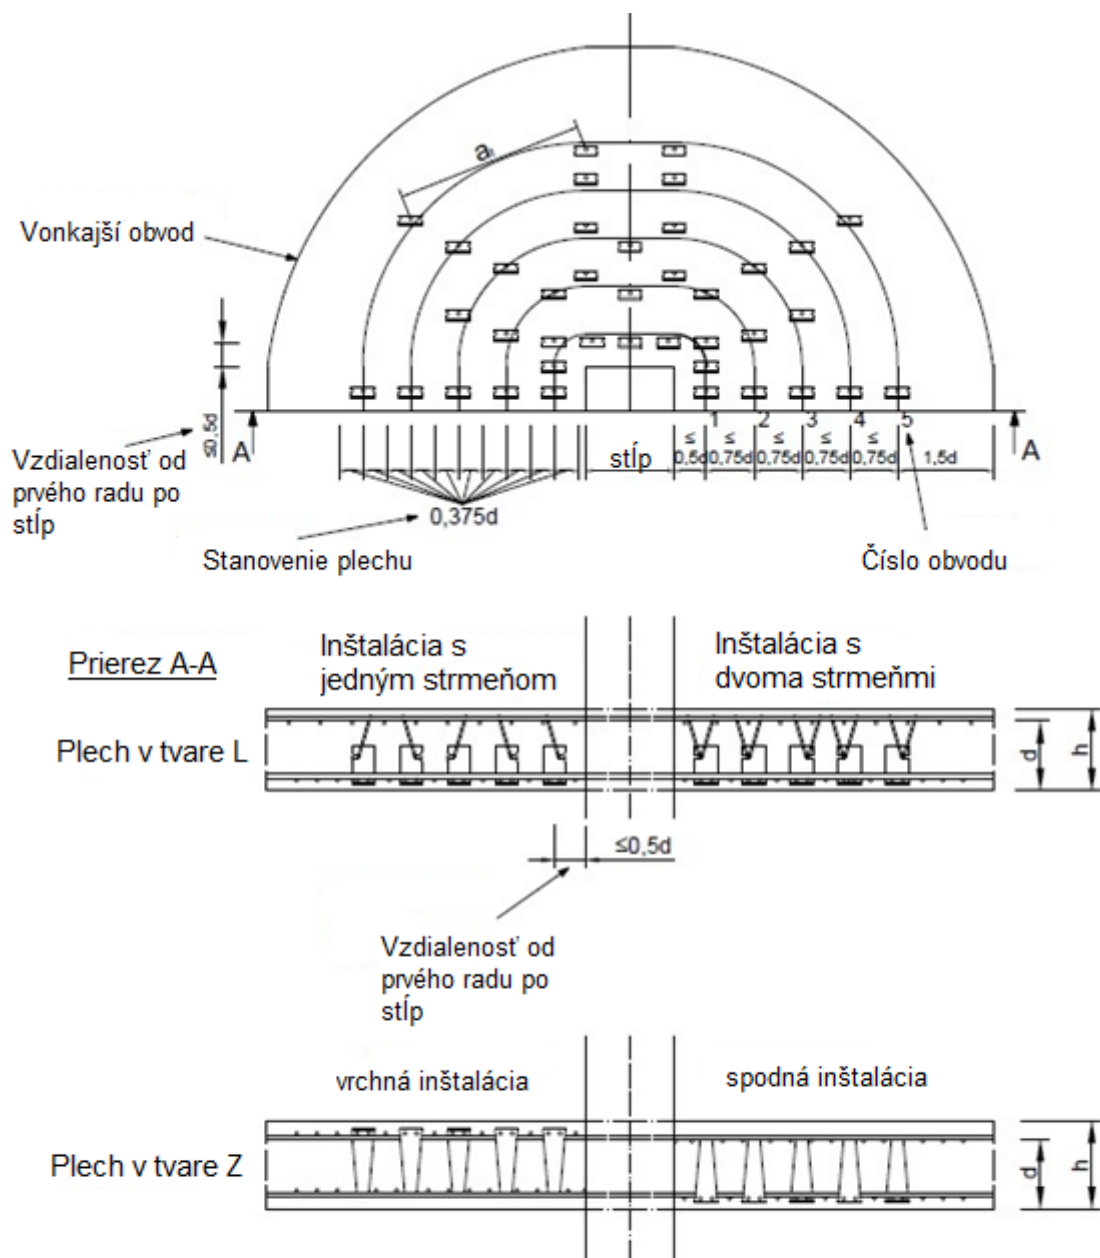 aᵢ
Vonkajší obvod
≤0,5d
A
A
1
2
3
4
5
stĺp
≤
0,5d
≤
0,75d
≤
0,75d
≤
0,75d
≤
0,75d
1,5d
Vzdialenosť od
prvého radu po
stĺp
0,375d
Stanovenie plechu
Číslo obvodu
Prierez A-A
Inštalácia s
jedným strmeňom
Inštalácia s
dvoma strmeňmi
Plech v tvare L
d
h
≤0,5d
Vzdialenosť od
prvého radu po
stĺp
vrchná inštalácia
spodná inštalácia
Plech v tvare Z
d
h